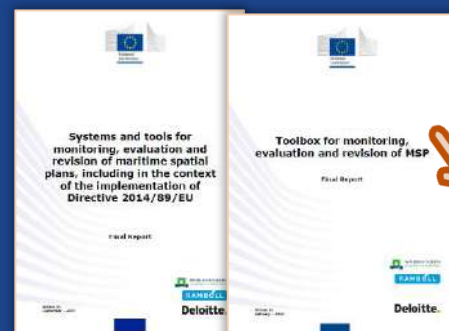 Systems and tools for
monitoring, evaluation and
revision of maritime spatial
plans, including in the context
of the implementation of
Directive 2014/89/EU
Final Report
RAMBOLL
Deloitte.
Toolbox for monitoring,
evaluation and revision of MSP
Final Report
RAMBOLL
Deloitte.